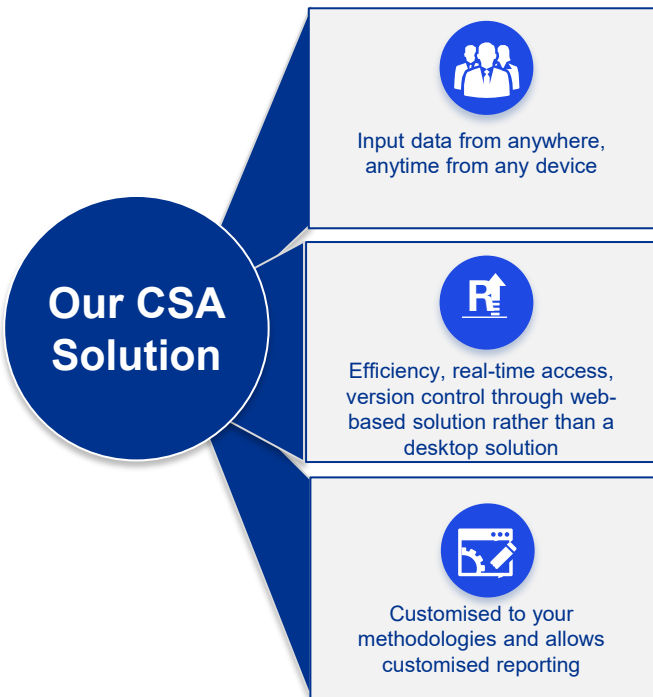 Our CSA
Solution
Input data from anywhere,
anytime from any device
R
Efficiency, real-time access,
version control through web-
based solution rather than a
desktop solution
Customised to your
methodologies and allows
customised reporting